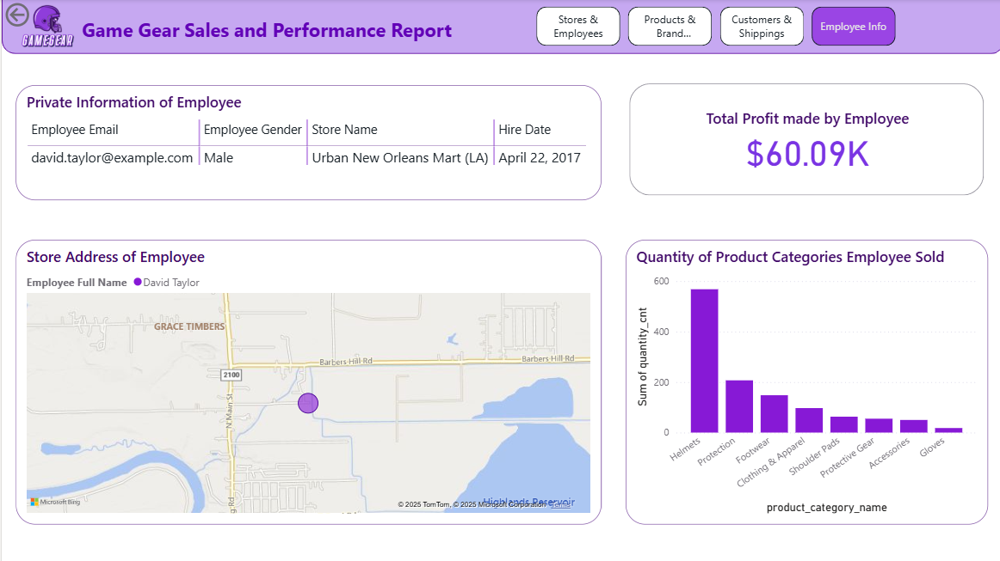 GAMEGEAR
Game Gear Sales and Performance Report
Stores &
Employees
Products &
Brand...
Customers &
Shippings
Employee Info
Private Information of Employee
Employee Email Employee Gender Store Name Hire Date
david.taylor@example.com Male Urban New Orleans Mart (LA) April 22, 2017
Total Profit made by Employee
$60.09K
Store Address of Employee
Employee Full Name David Taylor
GRACE TIMBERS
Barbers Hill Rd
Barbers Hill Rd
2100
N Main St
g Rd
Highlands Reservoir
Microsoft Bing
© 2025 TomTom, © 2025 Microsoft Corporation Terms
Quantity of Product Categories Employee Sold
Sum of quantity_cnt
600
400
200
0
Helmets
Protection
Footwear
Clothing & Apparel
Shoulder Pads
Protective Gear
Accessories
Gloves
product_category_name